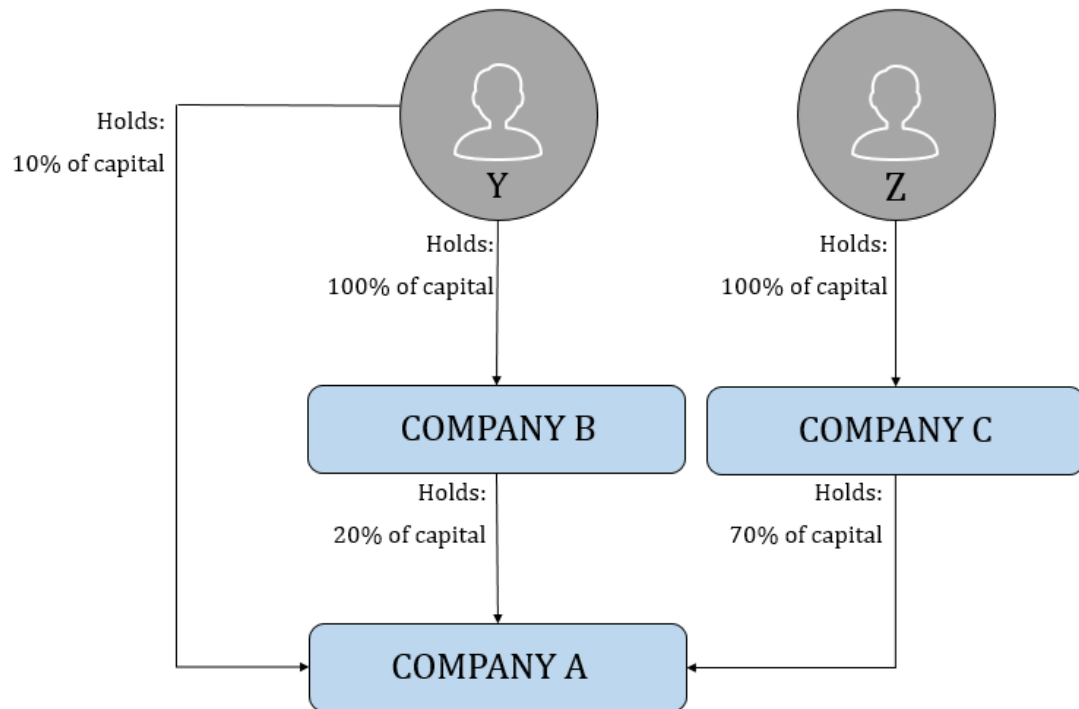 Y
Z
Holds:
10% of capital
Holds:
100% of capital
Holds:
100% of capital
COMPANY B
COMPANY C
Holds:
20% of capital
Holds:
70% of capital
COMPANY A